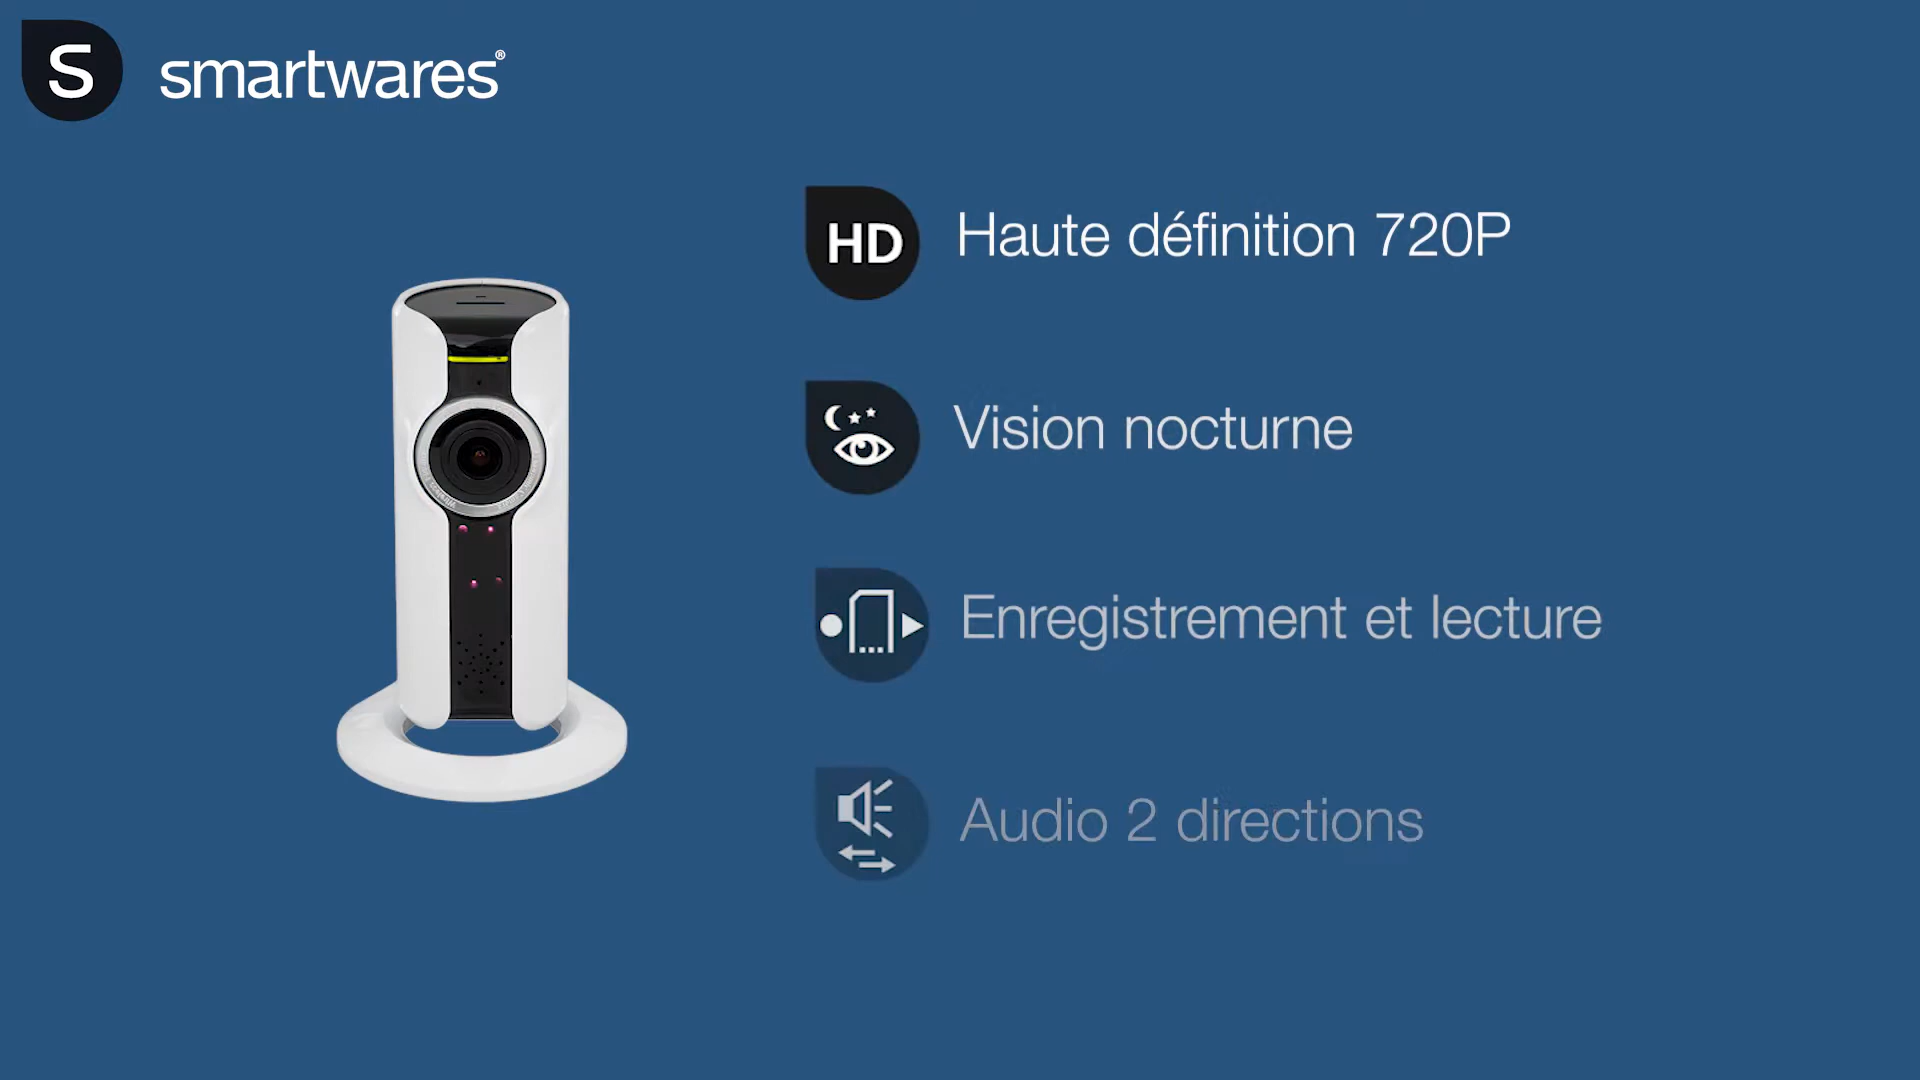 S
smartwares®
HD
Haute définition 720P
Vision nocturne
Enregistrement et lecture
Audio 2 directions